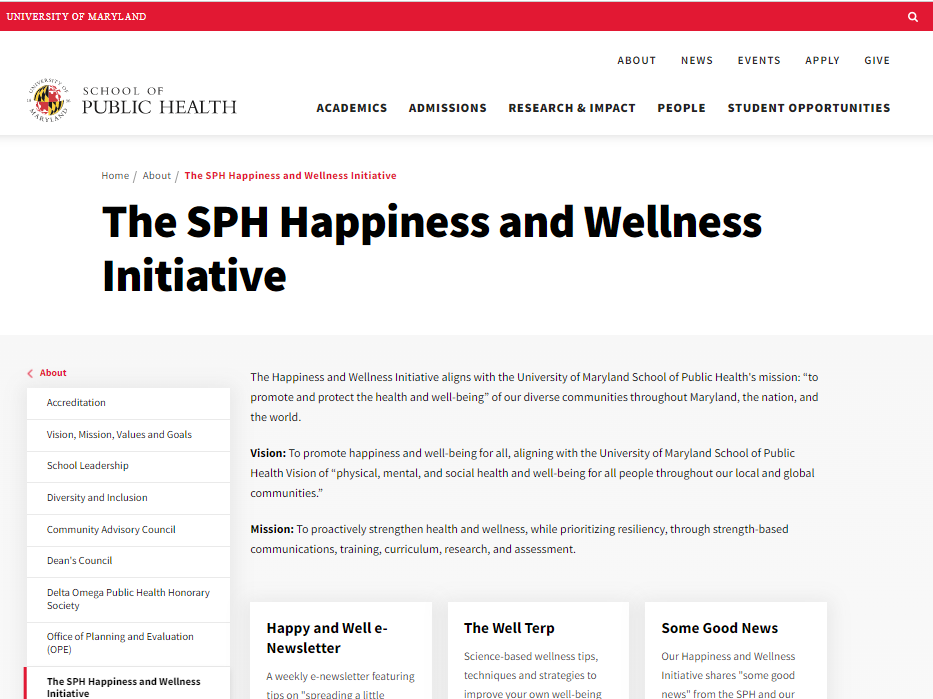 UNIVERSITY OF MARYLAND
ABOUT NEWS EVENTS APPLY GIVE
SCHOOL OF
PUBLIC HEALTH
ACADEMICS ADMISSIONS RESEARCH & IMPACT PEOPLE STUDENT OPPORTUNITIES
Home / About / The SPH Happiness and Wellness Initiative
The SPH Happiness and Wellness
Initiative
About
Accreditation
Vision, Mission, Values and Goals
School Leadership
Diversity and Inclusion
Community Advisory Council
Dean's Council
Delta Omega Public Health Honorary
Society
Office of Planning and Evaluation
(OPE)
The SPH Happiness and Wellness
Initiative
The Happiness and Wellness Initiative aligns with the University of Maryland School of Public Health's mission: “to
promote and protect the health and well-being” of our diverse communities throughout Maryland, the nation, and
the world.
Vision: To promote happiness and well-being for all, aligning with the University of Maryland School of Public
Health Vision of “physical, mental, and social health and well-being for all people throughout our local and global
communities.”
Mission: To proactively strengthen health and wellness, while prioritizing resiliency, through strength-based
communications, training, curriculum, research, and assessment.
Happy and Well e-
Newsletter
A weekly e-newsletter featuring
tips on "spreading a little
The Well Terp
Science-based wellness tips,
techniques and strategies to
improve your own well-being
Some Good News
Our Happiness and Wellness
Initiative shares "some good
news" from the SPH and our